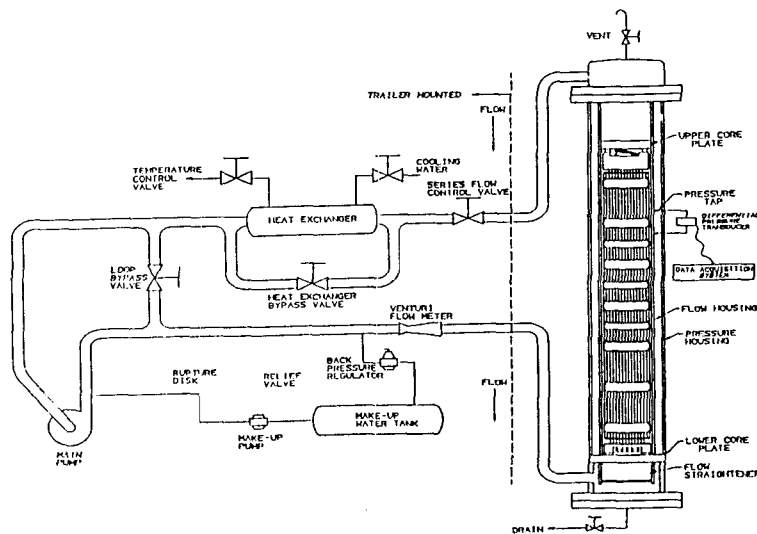 VENT
TRAILER MOUNTED
FLOW
UPPER CORE
PLATE
TEMPERATURE
CONTROL
VALVE
COOLING
WATER
SERIES FLOW
CONTROL VALVE
PRESSURE
TAP
DIFFERENTIAL
PRESSURE
TRANSDUCER
HEAT EXCHANGER
DATA ACQUISITION
SYSTEM
LOOP
BYPASS
VALVE
HEAT EXCHANGER
BYPASS VALVE
VENTURI
FLOW METER
FLOW HOUSING
PRESSURE
HOUSING
RUPTURE
DISK
RELIEF
VALVE
BACK
PRESSURE
REGULATOR
FLOW
MAKE-UP
WATER TANK
MAKE-UP
PUMP
MAIN
PUMP
LOWER CORE
PLATE
FLOW
STRAIGHTENER
DRAIN